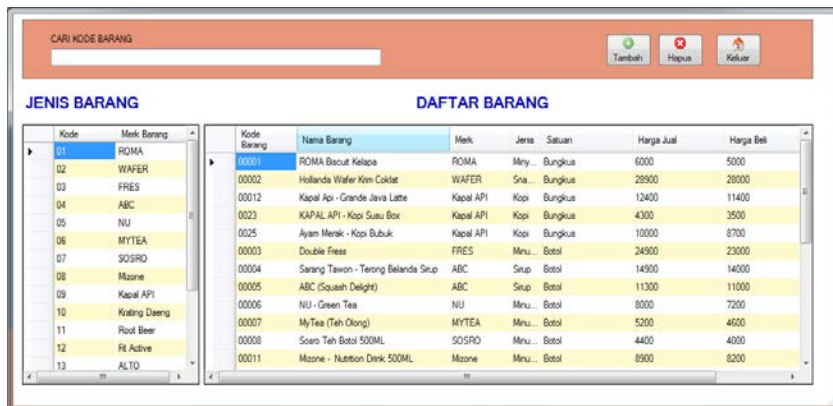 CARI KODE BARANG
Tambah Hapus Keluar
JENIS BARANG
DAFTAR BARANG
Kode Merk Barang
01 ROMA
02 WAFER
03 FRES
04 ABC
05 NU
06 MYTEA
07 SOSRO
08 Mizone
09 Kapal API
10 Krating Daeng
11 Root Beer
12 Fit Active
13 ALTO
Kode Barang Nama Barang Merk Jenis Satuan Harga Jual Harga Beli
00001 ROMA Biscuit Kelapa ROMA Miny... Bungkus 6000 5000
00002 Hollanda Wafer Krim Coklat WAFER Sna... Bungkus 28900 28000
00012 Kapal Api - Grande Java Latte Kapal API Kopi Bungkus 12400 11400
0023 KAPAL API - Kopi Susu Box Kapal API Kopi Bungkus 4300 3500
0025 Ayam Merak - Kopi Bubuk Kapal API Kopi Bungkus 10000 8700
00003 Double Fress FRES Minu... Botol 24900 23000
00004 Sarang Tawon - Terong Belanda Sirup ABC Sirup Botol 14900 14000
00005 ABC (Squash Delight) ABC Sirup Botol 11300 11000
00006 NU - Green Tea NU Minu... Botol 8000 7200
00007 MyTea (Teh Olong) MYTEA Minu... Botol 5200 4600
00008 Sosro Teh Botol 500ML SOSRO Minu... Botol 4400 4000
00011 Mizone - Nutrition Drink 500ML Mizone Minu... Botol 8900 8200